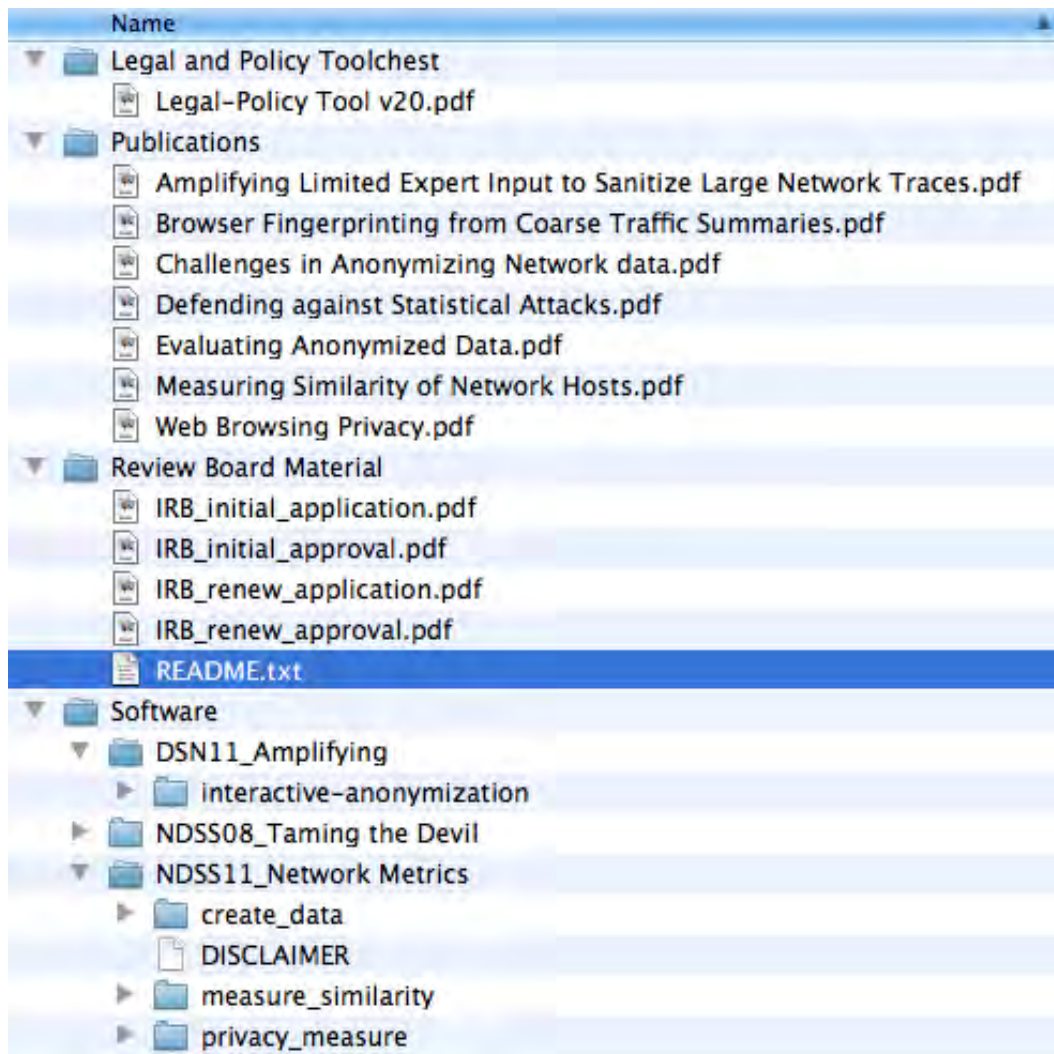 Name
Legal and Policy Toolchest
Legal-Policy Tool v20.pdf
Publications
Amplifying Limited Expert Input to Sanitize Large Network Traces.pdf
Browser Fingerprinting from Coarse Traffic Summaries.pdf
Challenges in Anonymizing Network data.pdf
Defending against Statistical Attacks.pdf
Evaluating Anonymized Data.pdf
Measuring Similarity of Network Hosts.pdf
Web Browsing Privacy.pdf
Review Board Material
IRB_initial_application.pdf
IRB_initial_approval.pdf
IRB_renew_application.pdf
IRB_renew_approval.pdf
README.txt
Software
DSN11_Amplifying
interactive-anonymization
NDSS08_Taming the Devil
NDSS11_Network Metrics
create_data
DISCLAIMER
measure_similarity
privacy_measure